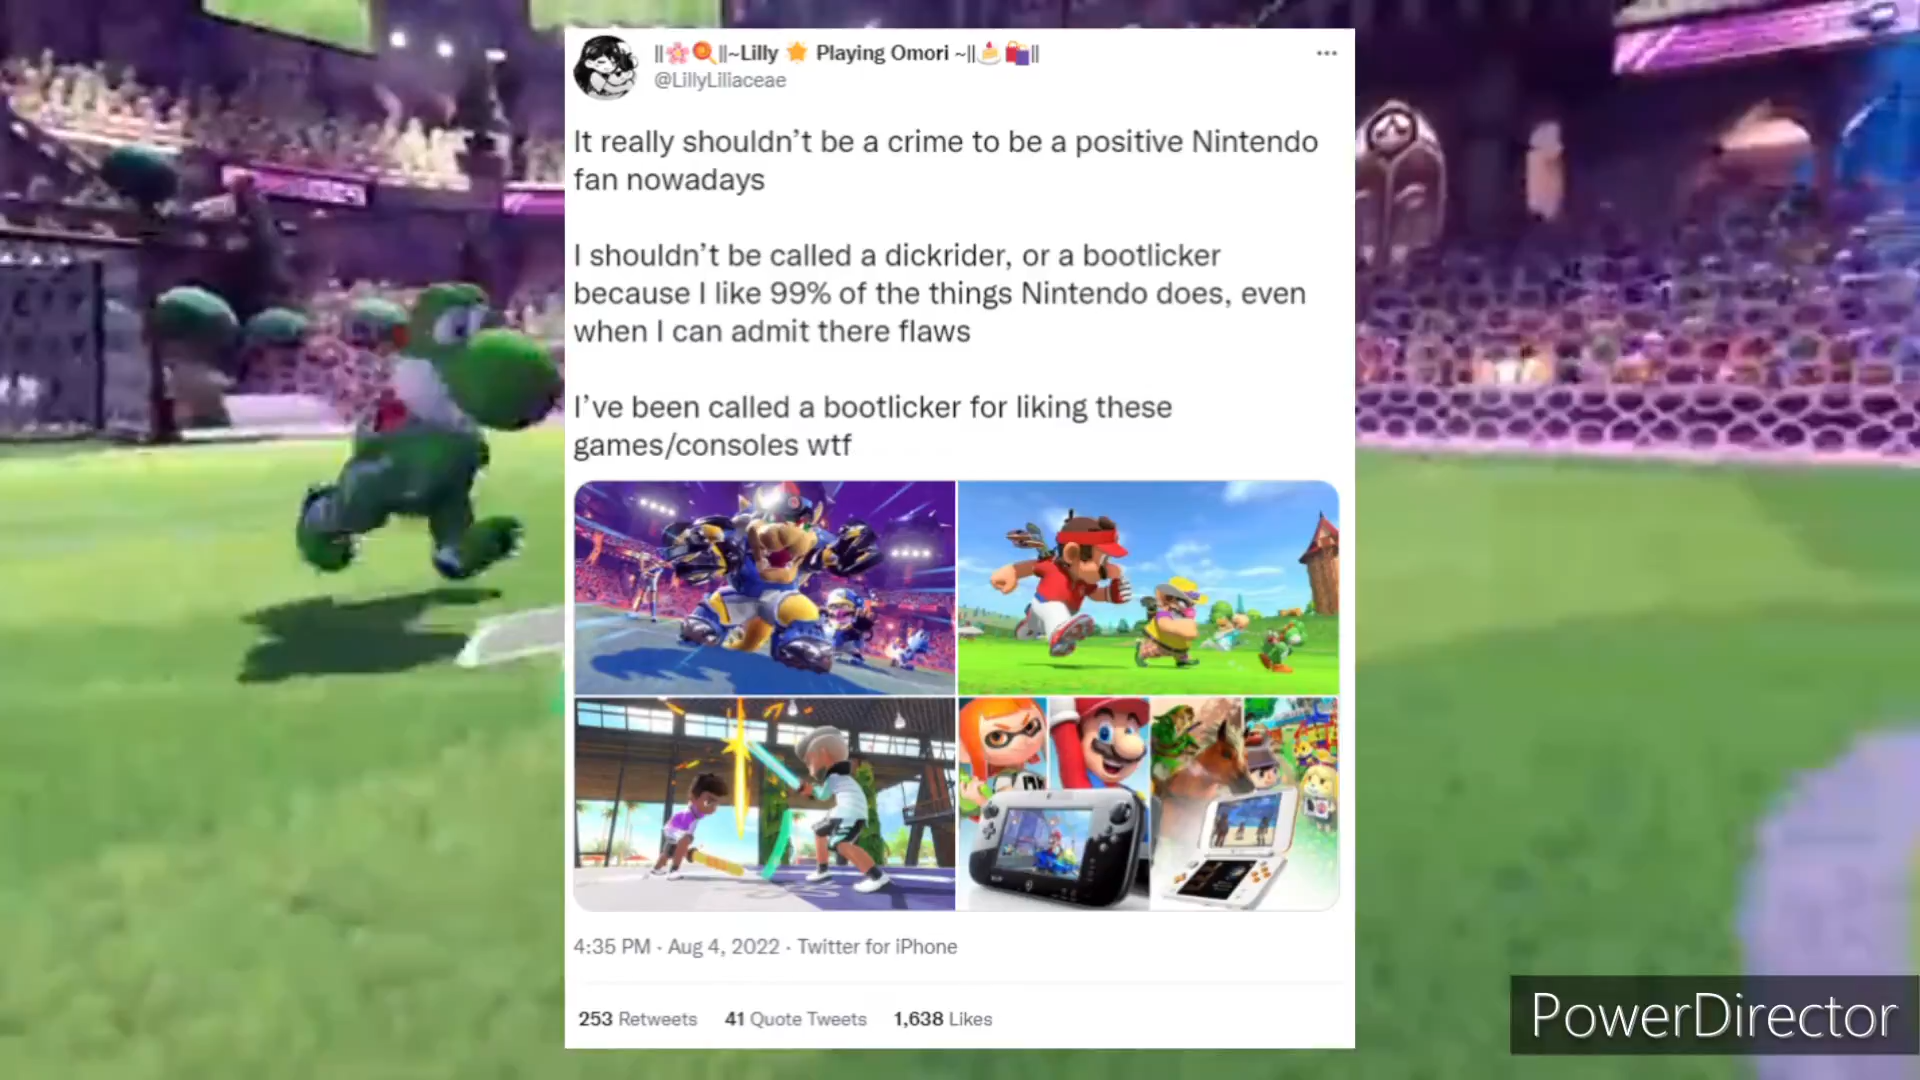 ||🌸🍭||~Lilly ⭐ Playing Omori ~||🍰🛍️||
@LillyLiliaceae
It really shouldn’t be a crime to be a positive Nintendo
fan nowadays
I shouldn’t be called a dickrider, or a bootlicker
because I like 99% of the things Nintendo does, even
when I can admit there flaws
I’ve been called a bootlicker for liking these
games/consoles wtf
4:35 PM · Aug 4, 2022 · Twitter for iPhone
253 Retweets 41 Quote Tweets 1,638 Likes
PowerDirector